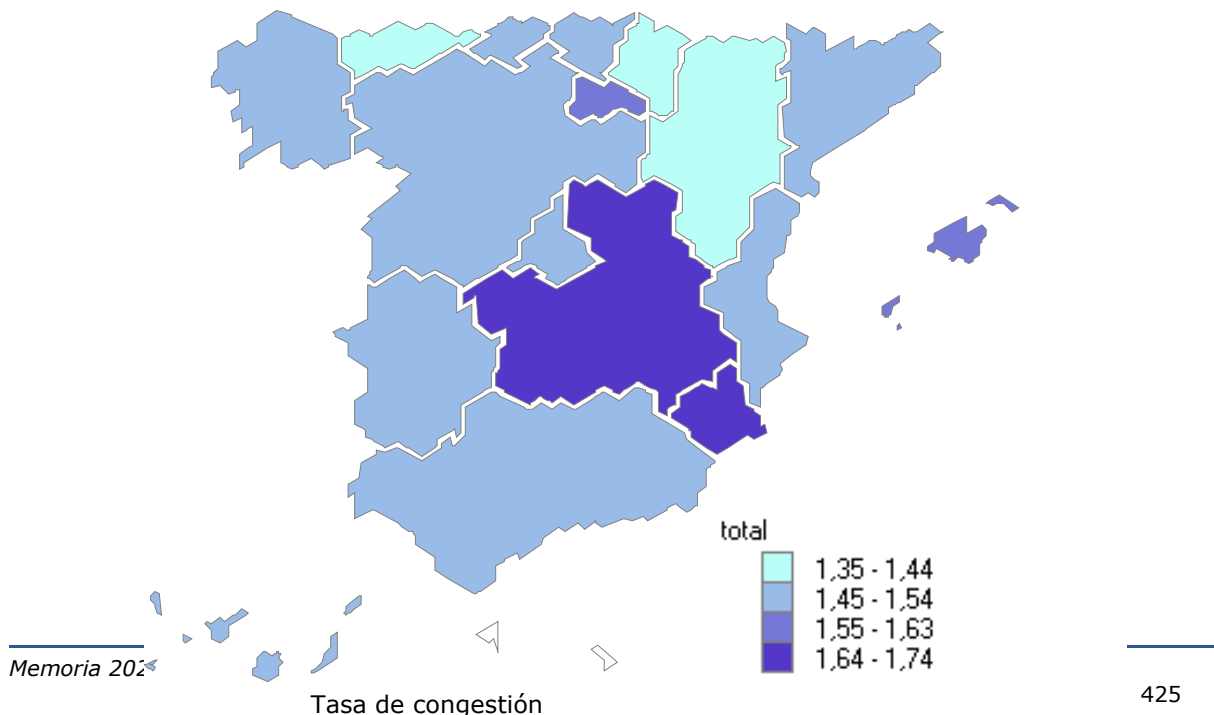 total
1,35 - 1,44
1,45 - 1,54
1,55 - 1,63
1,64 - 1,74
Memoria 202
Tasa de congestión
425